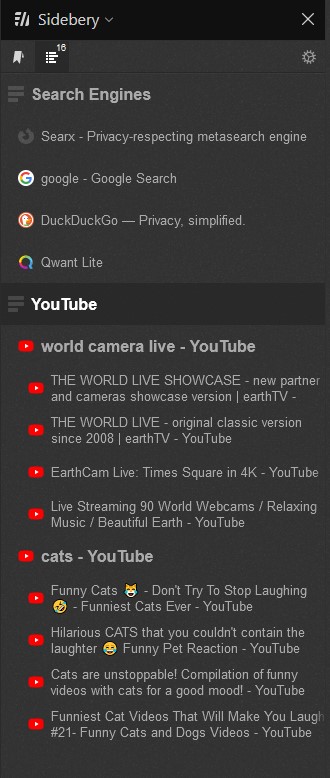 Sidebery
16
Search Engines
Searx - Privacy-respecting metasearch engine
google - Google Search
DuckDuckGo — Privacy, simplified.
Qwant Lite
YouTube
world camera live - YouTube
THE WORLD LIVE SHOWCASE - new partner
and cameras showcase version | earthTV -
THE WORLD LIVE - original classic version
since 2008 | earthTV - YouTube
EarthCam Live: Times Square in 4K - YouTube
Live Streaming 90 World Webcams / Relaxing
Music / Beautiful Earth - YouTube
cats - YouTube
Funny Cats 😹 - Don't Try To Stop Laughing
🤣 - Funniest Cats Ever - YouTube
Hilarious CATS that you couldn't contain the
laughter 😂 Funny Pet Reaction - YouTube
Cats are unstoppable! Compilation of funny
videos with cats for a good mood! - YouTube
Funniest Cat Videos That Will Make You Laugh
#21- Funny Cats and Dogs Videos - YouTube